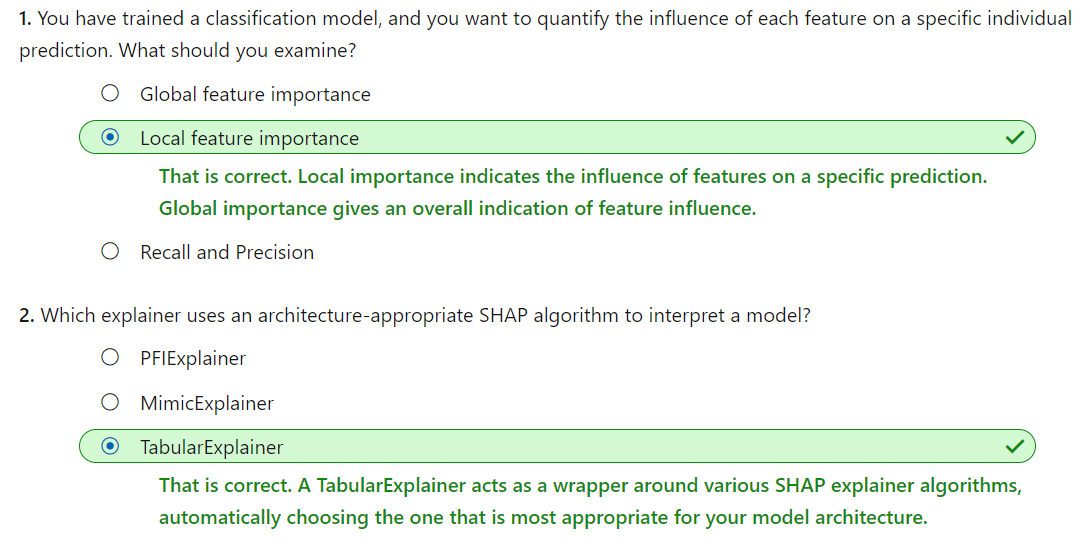 1. You have trained a classification model, and you want to quantify the influence of each feature on a specific individual
prediction. What should you examine?
Global feature importance
Local feature importance
That is correct. Local importance indicates the influence of features on a specific prediction.
Global importance gives an overall indication of feature influence.
Recall and Precision
2. Which explainer uses an architecture-appropriate SHAP algorithm to interpret a model?
PFIExplainer
MimicExplainer
TabularExplainer
That is correct. A TabularExplainer acts as a wrapper around various SHAP explainer algorithms,
automatically choosing the one that is most appropriate for your model architecture.